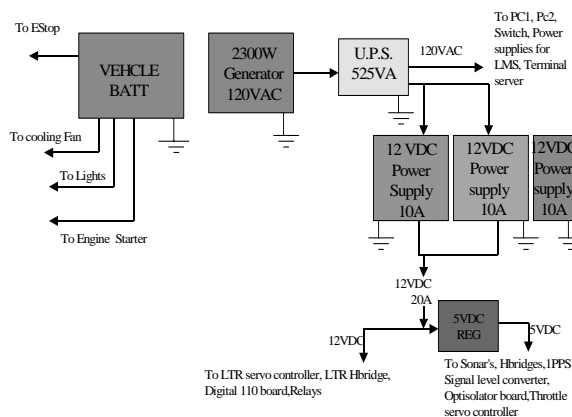 To EStop
VEHCLE
BATT
To cooling Fan
To Lights
To Engine Starter
2300W
Generator
120VAC
U.P.S.
525VA
120VAC
To PC1, Pc2,
Switch, Power
supplies for
LMS, Terminal
server
12 VDC
Power
Supply
10A
12VDC
Power
supply
10A
12VDC
Power
supply
10A
12VDC
20A
12VDC
5VDC
REG
5VDC
To LTR servo controller, LTR Hbridge,
Digital 110 board,Relays
To Sonar's, Hbridges,1PPS
Signal level converter,
Optisolator board,Throttle
servo controller